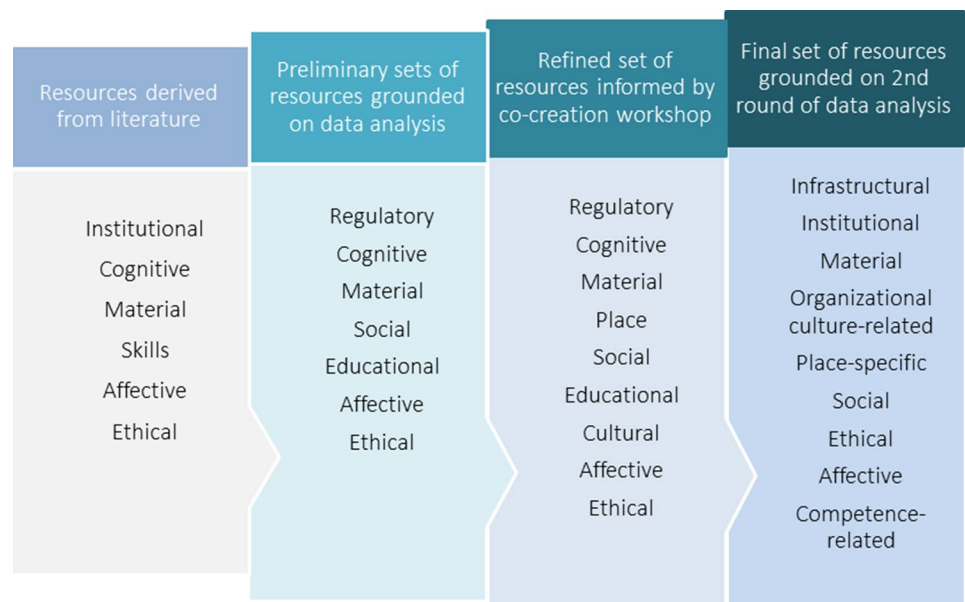 Resources derived
from literature
Institutional
Cognitive
Material
Skills
Affective
Ethical
Preliminary sets of
resources grounded
on data analysis
Regulatory
Cognitive
Material
Social
Educational
Affective
Ethical
Refined set of
resources informed by
co-creation workshop
Regulatory
Cognitive
Material
Place
Social
Educational
Cultural
Affective
Ethical
Final set of resources
grounded on 2nd
round of data analysis
Infrastructural
Institutional
Material
Organizational
culture-related
Place-specific
Social
Ethical
Affective
Competence-
related